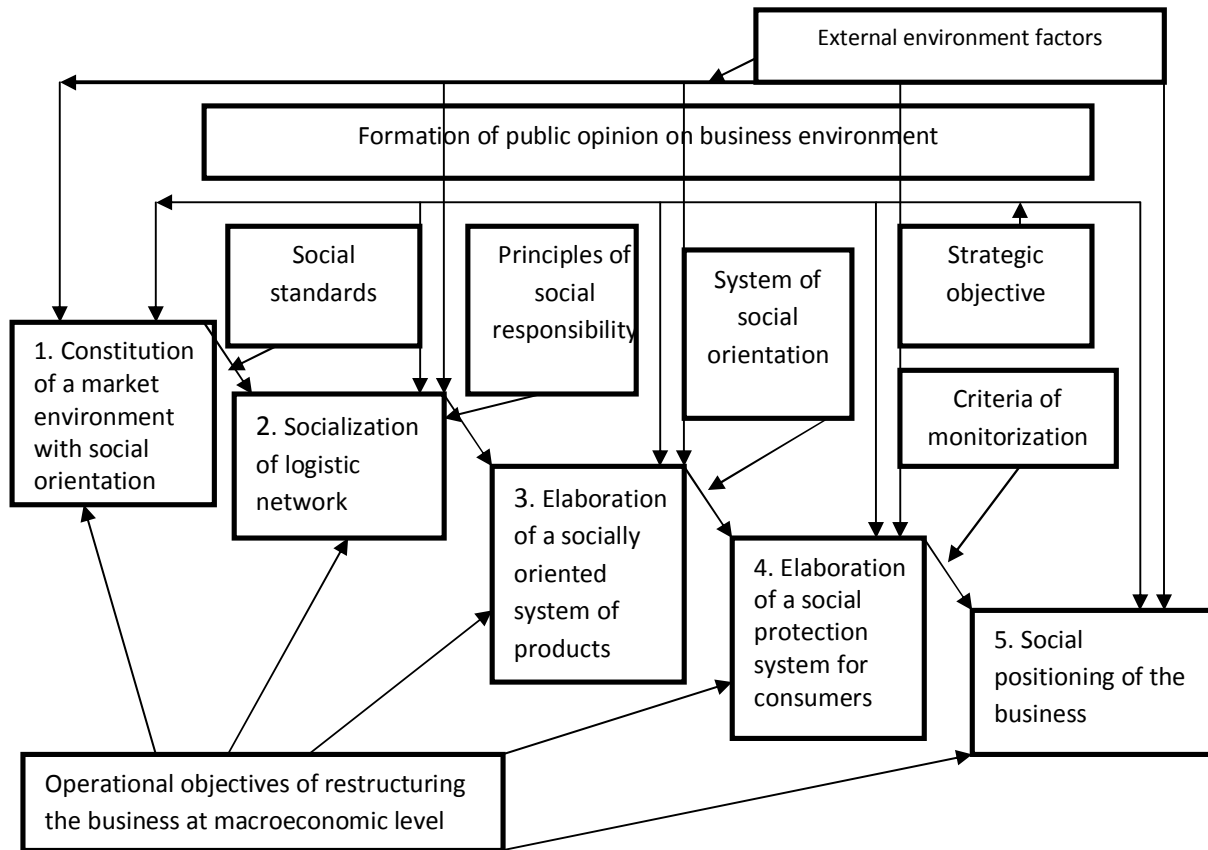 External environment factors
Formation of public opinion on business environment
Social
standards
Principles of
social
responsibility
System of
social
orientation
Strategic
objective
Criteria of
monitorization
1. Constitution
of a market
environment
with social
orientation
2. Socialization
of logistic
network
3. Elaboration
of a socially
oriented
system of
products
4. Elaboration
of a social
protection
system for
consumers
5. Social
positioning of the
business
Operational objectives of restructuring
the business at macroeconomic level